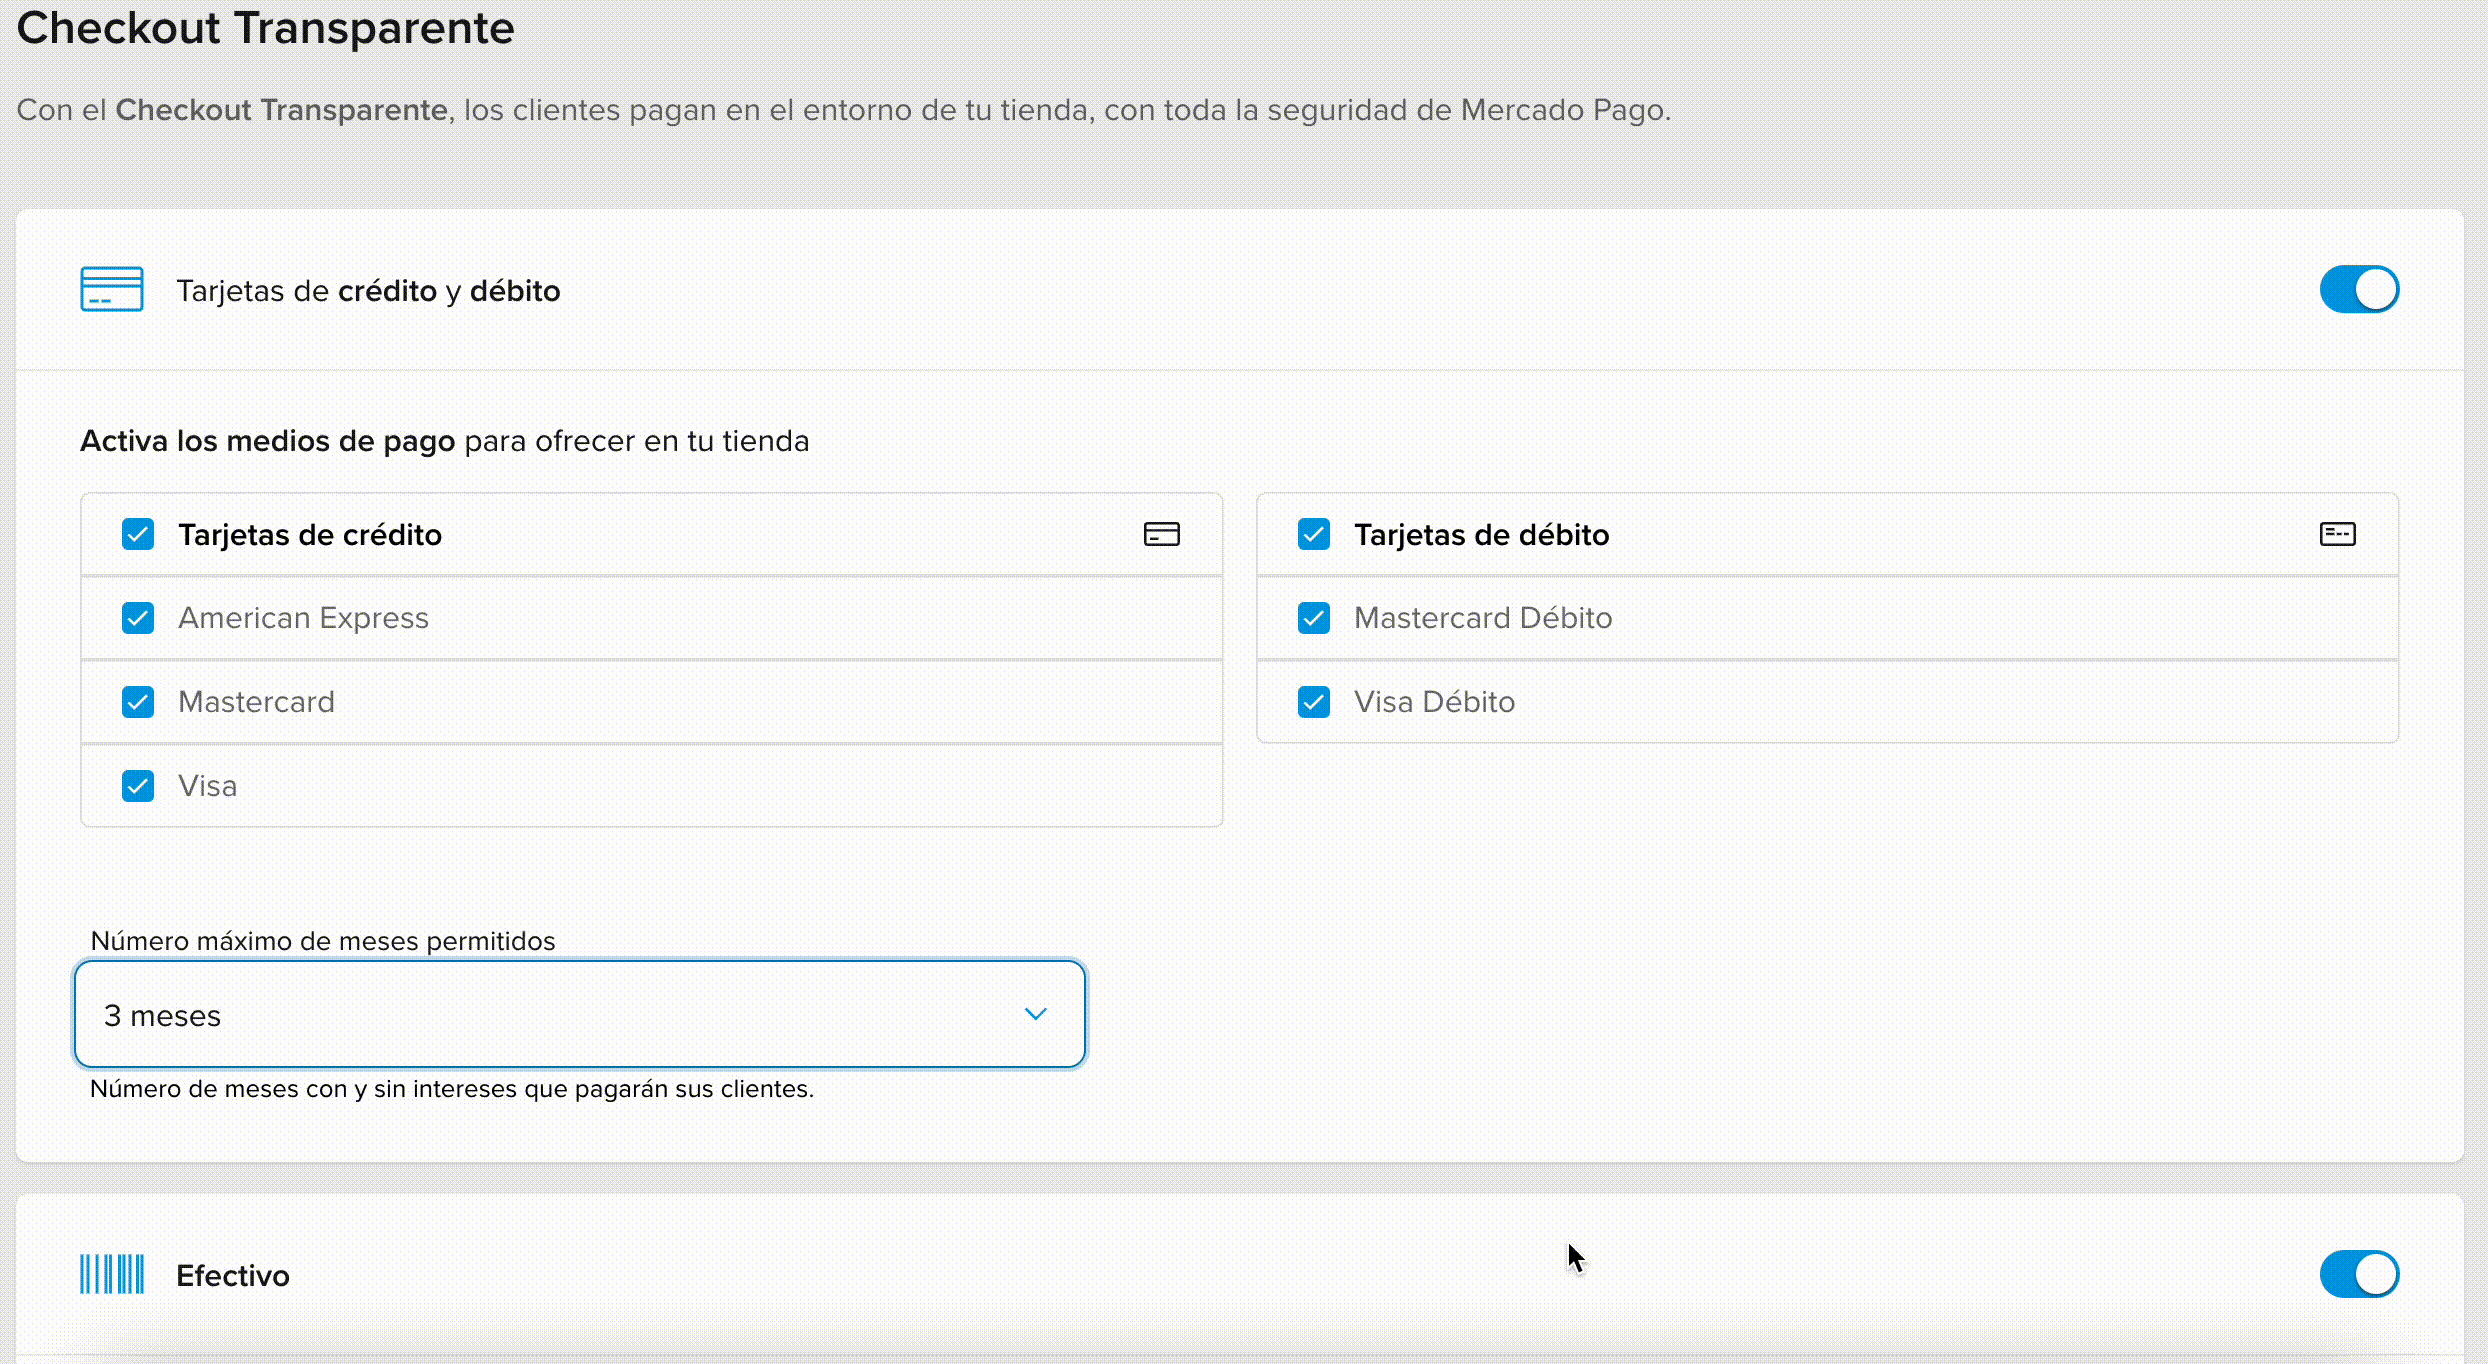 Checkout Transparente
Con el Checkout Transparente, los clientes pagan en el entorno de tu tienda, con toda la seguridad de Mercado Pago.
Tarjetas de crédito y débito
Activa los medios de pago para ofrecer en tu tienda
Tarjetas de crédito
American Express
Mastercard
Visa
Tarjetas de débito
Mastercard Débito
Visa Débito
Número máximo de meses permitidos
3 meses
Número de meses con y sin intereses que pagarán sus clientes.
Efectivo